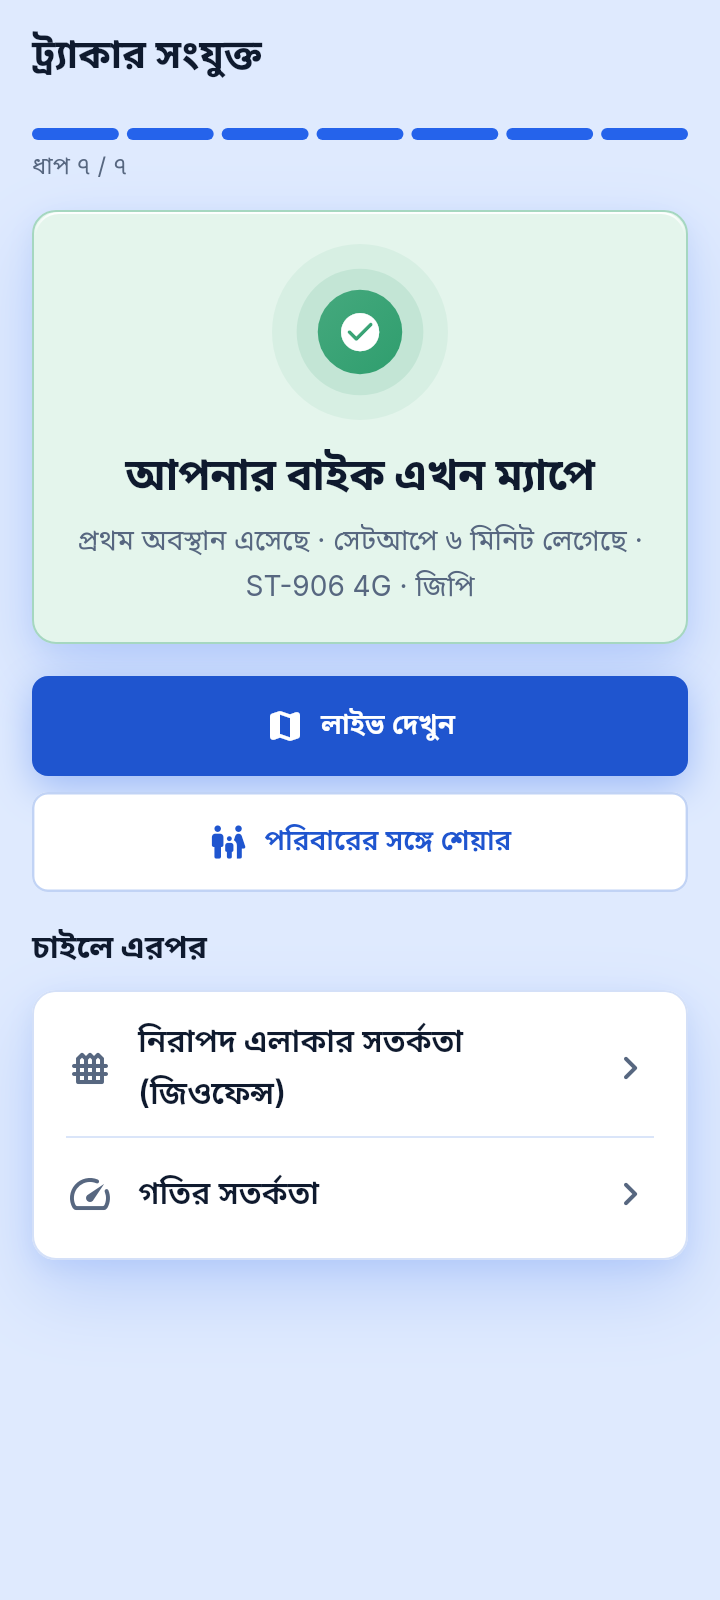 ট্র্যাকার সংযুক্ত
ধাপ ৭ / ৭
আপনার বাইক এখন ম্যাপে
প্রথম অবস্থান এসেছে · সেটআপে ৬ মিনিট লেগেছে ·
ST-906 4G · জিপি
লাইভ দেখুন
পরিবারের সঙ্গে শেয়ার
চাইলে এরপর
নিরাপদ এলাকার সতর্কতা
(জিওফেন্স)
গতির সতর্কতা